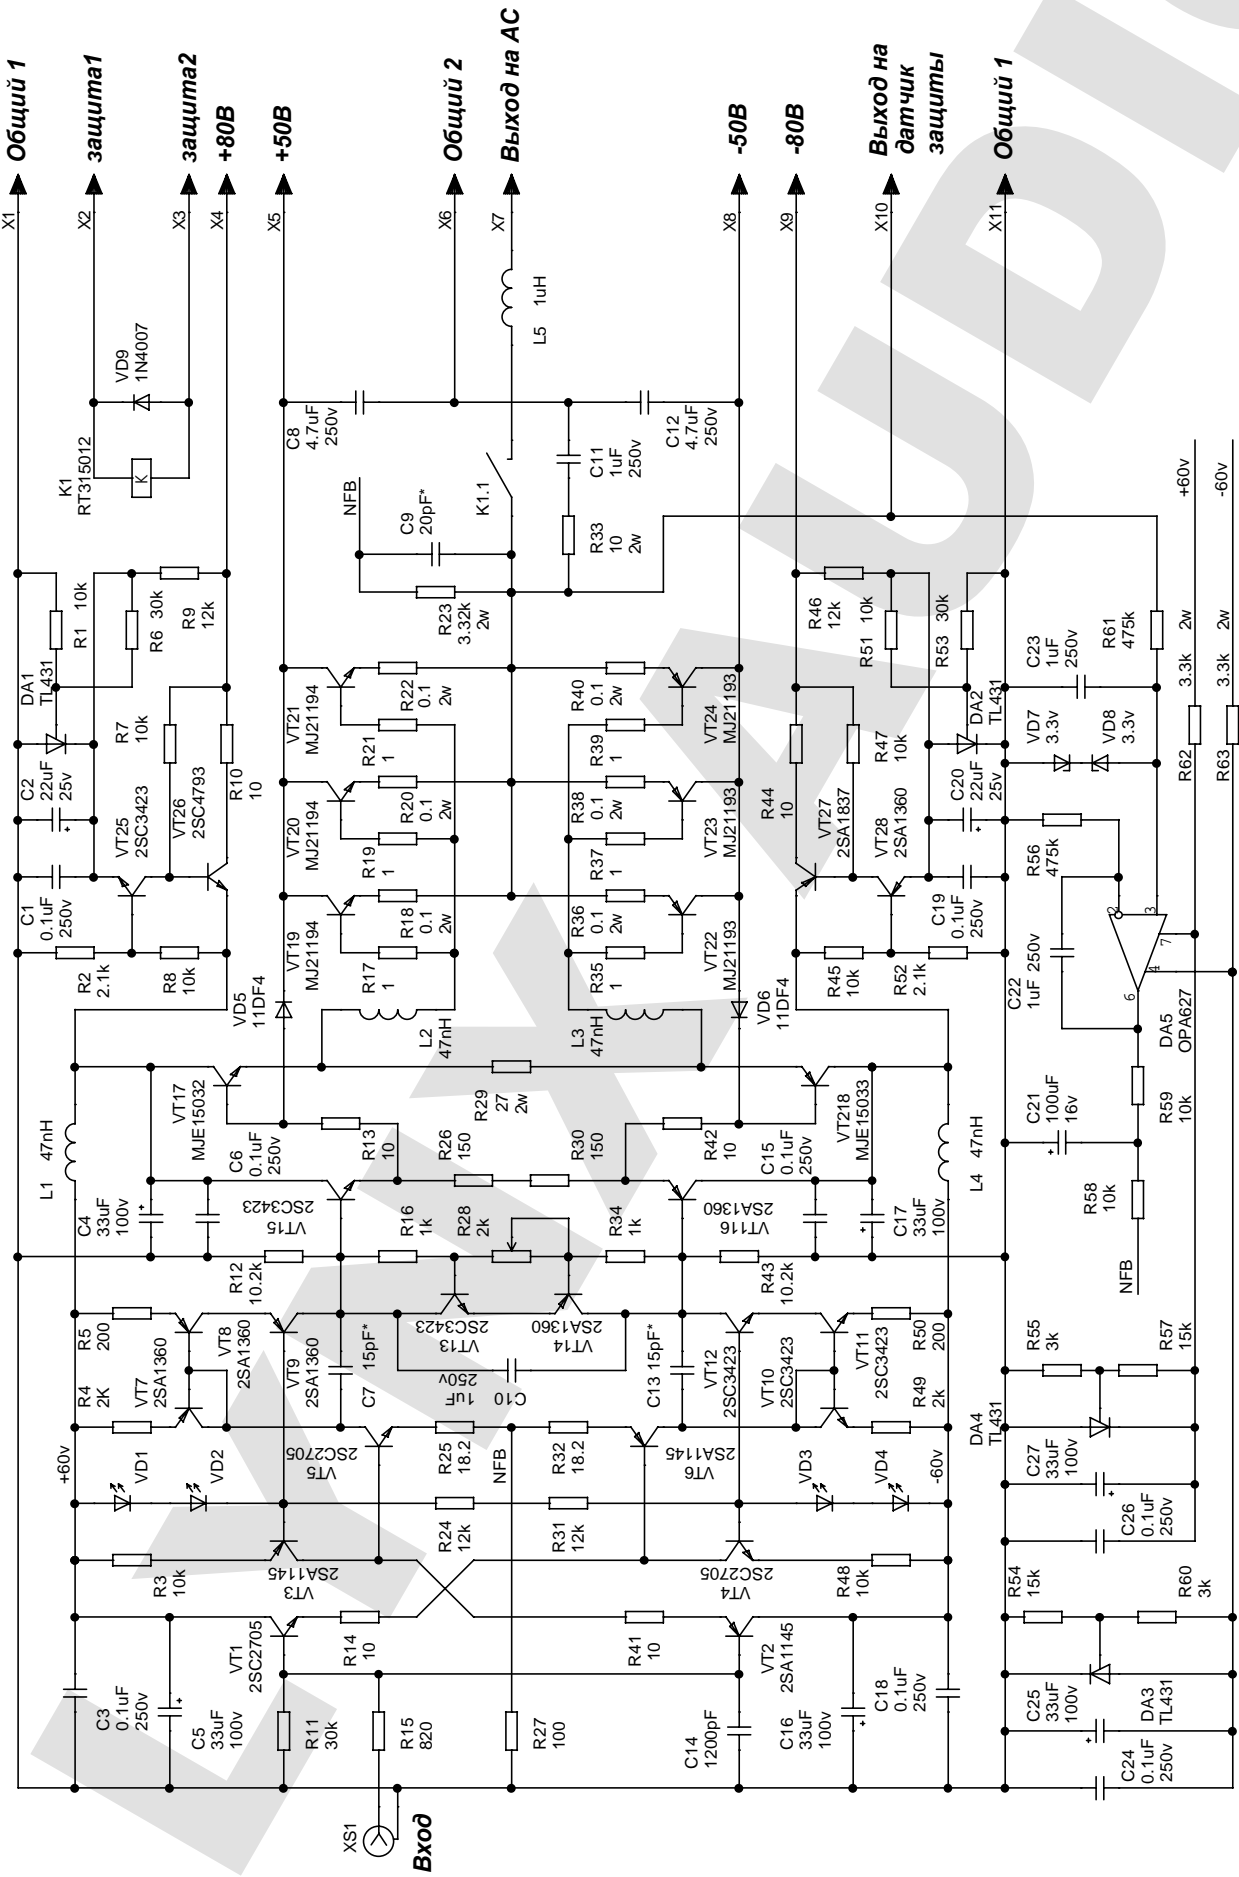 X1
Общий 1
X2
защита1
X3
защита2
X4
+80В
X5
+50В
X6
Общий 2
X7
Выход на АС
X8
-50В
X9
-80В
X10
Выход на
датчик
защиты
X11
Общий 1
K1
RT315012
K
VD9
1N4007
DA1
TL431
R1 10k
R6 30k
R9
12k
C2
22uF
25v
R7
10k
C1
0.1uF
250v
VT25
2SC3423
VT26
2SC4793
R10
10
R2
2.1k
R8
10k
VD5
11DF4
C8
4.7uF
250v
L5 1uH
K1.1
NFB
C9
20pF*
R23
3.32k
2w
C11
1uF
250v
R33
10
2w
C12
4.7uF
250v
VT21
MJ21194
R22
0.1
2w
R21
1
VT20
MJ21194
R20
0.1
2w
R19
1
VT19
MJ21194
R18
0.1
2w
R17
1
R40
0.1
2w
R39
1
VT24
MJ21193
R38
0.1
2w
R37
1
VT23
MJ21193
R36
0.1
2w
R35
1
VT22
MJ21193
L2
47nH
L3
47nH
VD6
11DF4
R46
12k
R51 10k
R53 30k
DA2
TL431
R44
10
R47
10k
VT27
2SA1837
VT28
2SA1360
C20
22uF
25v
C19
0.1uF
250v
R45
10k
R52
2.1k
C23
1uF
250v
R61
475k
VD7
3.3v
VD8
3.3v
R62 3.3k 2w
+60v
R63 3.3k 2w
-60v
R56
475k
C22
1uF 250v
2
3
7
4
6
DA5
OPA627
C21
100uF
16v
R59
10k
R58
10k
NFB
L1 47nH
VT17
MJE15032
C6
0.1uF
250v
R13
10
R26
150
R29
27
2w
R30
150
R42
10
C15
0.1uF
250v
VT218
MJE15033
L4 47nH
C4
33uF
100v
VT15
2SC3423
R16
1k
R28
2k
R34
1k
VT116
2SA1360
C17
33uF
100v
R12
10.2k
R43
10.2k
R5
200
R4
2K
VT7
2SA1360
VT8
2SA1360
VT9
2SA1360
C7
15pF*
VT13
2SC3423
VT14
2SA1360
C10
1uF
250v
C13 15pF*
VT12
2SC3423
VT10
2SC3423
VT11
2SC3423
R50
200
R49
2k
+60v
VD1
VD2
VT5
2SC2705
R25
18.2
NFB
R32
18.2
VT6
2SA1145
VD3
VD4
-60v
R24
12k
R31
12k
R3
10k
VT3
2SA1145
VT4
2SC2705
R48
10k
VT1
2SC2705
R14
10
R41
10
VT2
2SA1145
C3
0.1uF
250v
C5
33uF
100v
R11
30k
R15
820
R27
100
C14
1200pF
C16
33uF
100v
C18
0.1uF
250v
XS1
Вход
R55
3k
R57
15k
DA4
TL431
C27
33uF
100v
C26
0.1uF
250v
R54
15k
R60
3k
C25
33uF
100v
DA3
TL431
C24
0.1uF
250v
LYNX AUDIO